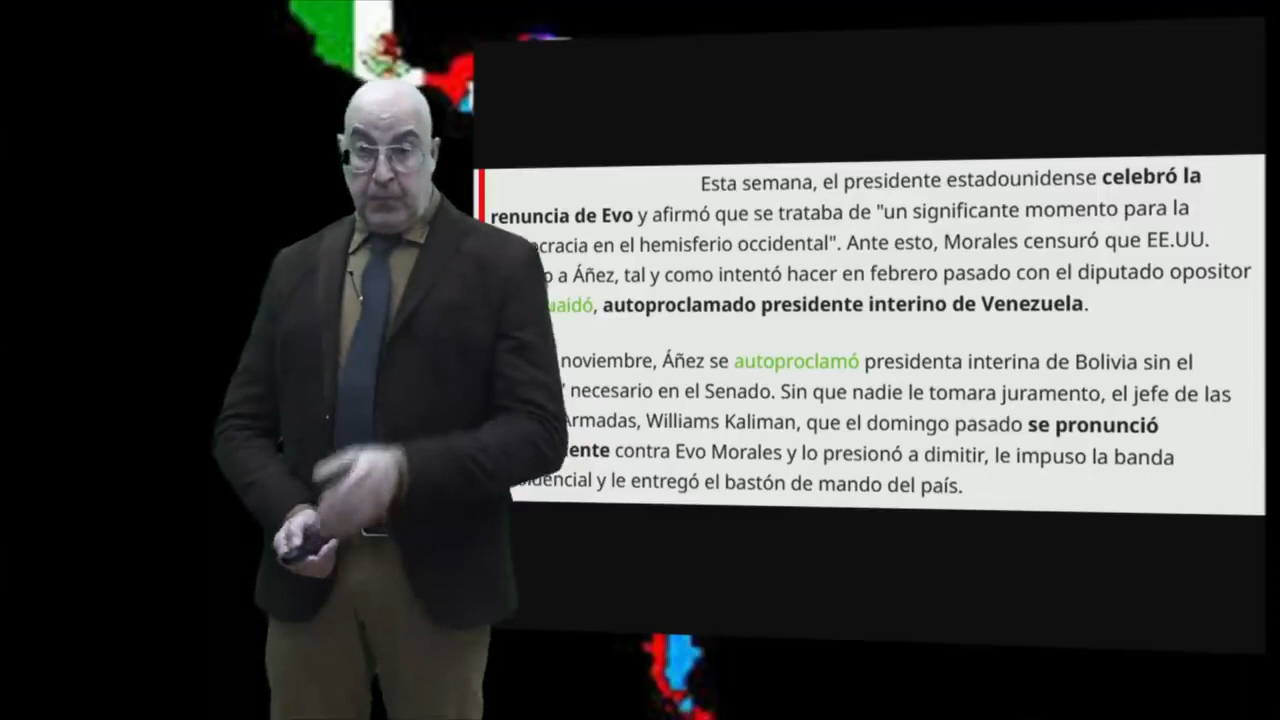 Esta semana, el presidente estadounidense celebró la
renuncia de Evo y afirmó que se trataba de "un significante momento para la
en el hemisferio occidental". Ante esto, Morales censuró que EE.UU.
a Áñez, tal y como intentó hacer en febrero pasado con el diputado opositor
autoproclamado presidente interino de Venezuela.
noviembre, Áñez se autoproclamó presidenta interina de Bolivia sin el
necesario en el Senado. Sin que nadie le tomara juramento, el jefe de las
Armadas, Williams Kaliman, que el domingo pasado se pronunció
contra Evo Morales y lo presionó a dimitir, le impuso la banda
y le entregó el bastón de mando del país.